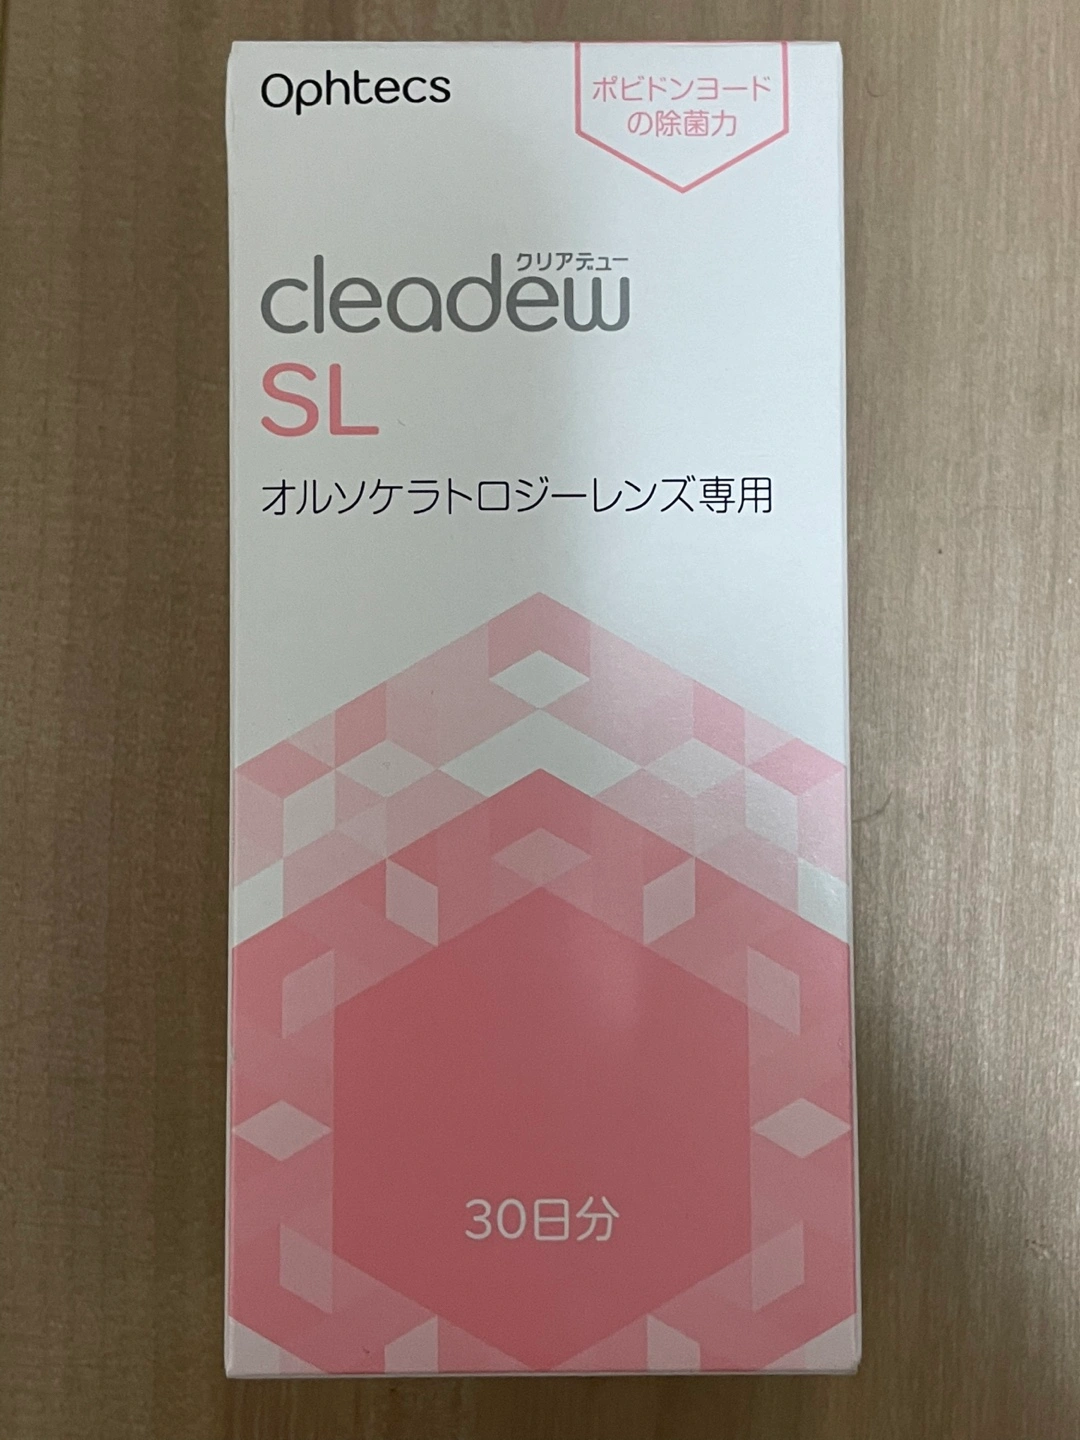 Ophtecs
ポビドンヨード
の除菌力
クリアデュー
cleadew
SL
オルソケラトロジーレンズ専用
30日分